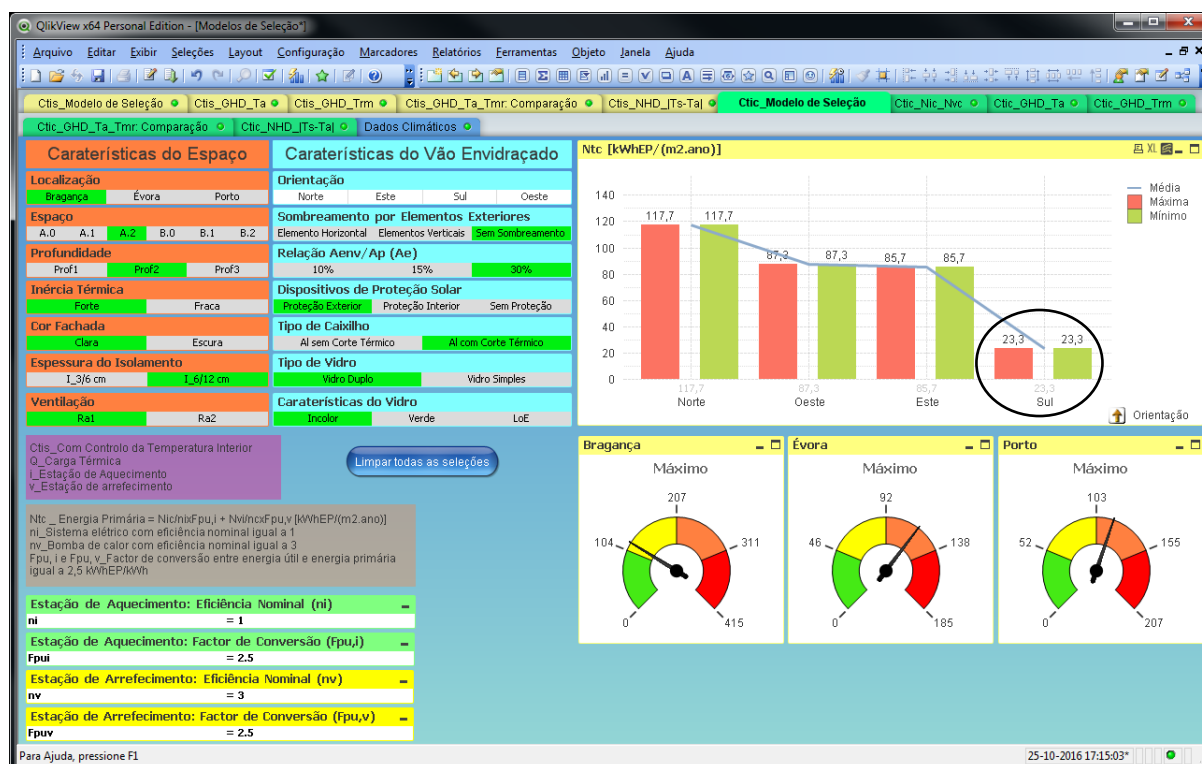 QlikView x64 Personal Edition - [Modelos de Seleção*]
Arquivo Editar Exibir Seleções Layout Configuração Marcadores Relatórios Ferramentas Objeto Janela Ajuda
Ctis_Modelo de Seleção Ctis_GHD_Ta Ctis_GHD_Trm Ctis_GHD_Ta_Tmr: Comparação Ctis_NHD_|Ts-Ta| Ctic_Modelo de Seleção Ctic_Nic_Nvc Ctic_GHD_Ta Ctic_GHD_Trm
Ctic_GHD_Ta_Tmr: Comparação Ctic_NHD_|Ts-Ta| Dados Climáticos
Caraterísticas do Espaço
Localização
Bragança Évora Porto
Espaço
A.0 A.1 A.2 B.0 B.1 B.2
Profundidade
Prof1 Prof2 Prof3
Inércia Térmica
Forte Fraca
Cor Fachada
Clara Escura
Espessura do Isolamento
I_3/6 cm I_6/12 cm
Ventilação
Ra1 Ra2
Caraterísticas do Vão Envidraçado
Orientação
Norte Este Sul Oeste
Sombreamento por Elementos Exteriores
Elemento Horizontal Elementos Verticais Sem Sombreamento
Relação Aenv/Ap (Ae)
10% 15% 30%
Dispositivos de Proteção Solar
Proteção Exterior Proteção Interior Sem Proteção
Tipo de Caixilho
Al sem Corte Térmico Al com Corte Térmico
Tipo de Vidro
Vidro Duplo Vidro Simples
Caraterísticas do Vidro
Incolor Verde LoE
Ntc [kWhEP/(m2.ano)]
XL
Média
Máxima
Mínimo
140
120
100
80
60
40
20
0
117,7 117,7
87,3 87,3
85,7 85,7
23,3 23,3
117,7 87,3 85,7 23,3
Norte Oeste Este Sul
Orientação
Ctis_Com Controlo da Temperatura Interior
Q_Carga Térmica
i_Estação de Aquecimento
v_Estação de arrefecimento
Limpar todas as seleções
Ntc _ Energia Primária = Nic/nixFpu,i + Nvi/ncxFpu,v [kWhEP/(m2.ano)]
ni_Sistema elétrico com eficiência nominal igual a 1
nv_Bomba de calor com eficiência nominal igual a 3
Fpu, i e Fpu, v_Factor de conversão entre energia útil e energia primária
igual a 2,5 kWhEP/kWh
Estação de Aquecimento: Eficiência Nominal (ni)
ni = 1
Estação de Aquecimento: Factor de Conversão (Fpu,i)
Fpui = 2.5
Estação de Arrefecimento: Eficiência Nominal (nv)
nv = 3
Estação de Arrefecimento: Factor de Conversão (Fpu,v)
Fpuv = 2.5
Bragança
Máximo
207
104 311
0 415
Évora
Máximo
92
46 138
0 185
Porto
Máximo
103
52 155
0 207
Para Ajuda, pressione F1
25-10-2016 17:15:03*